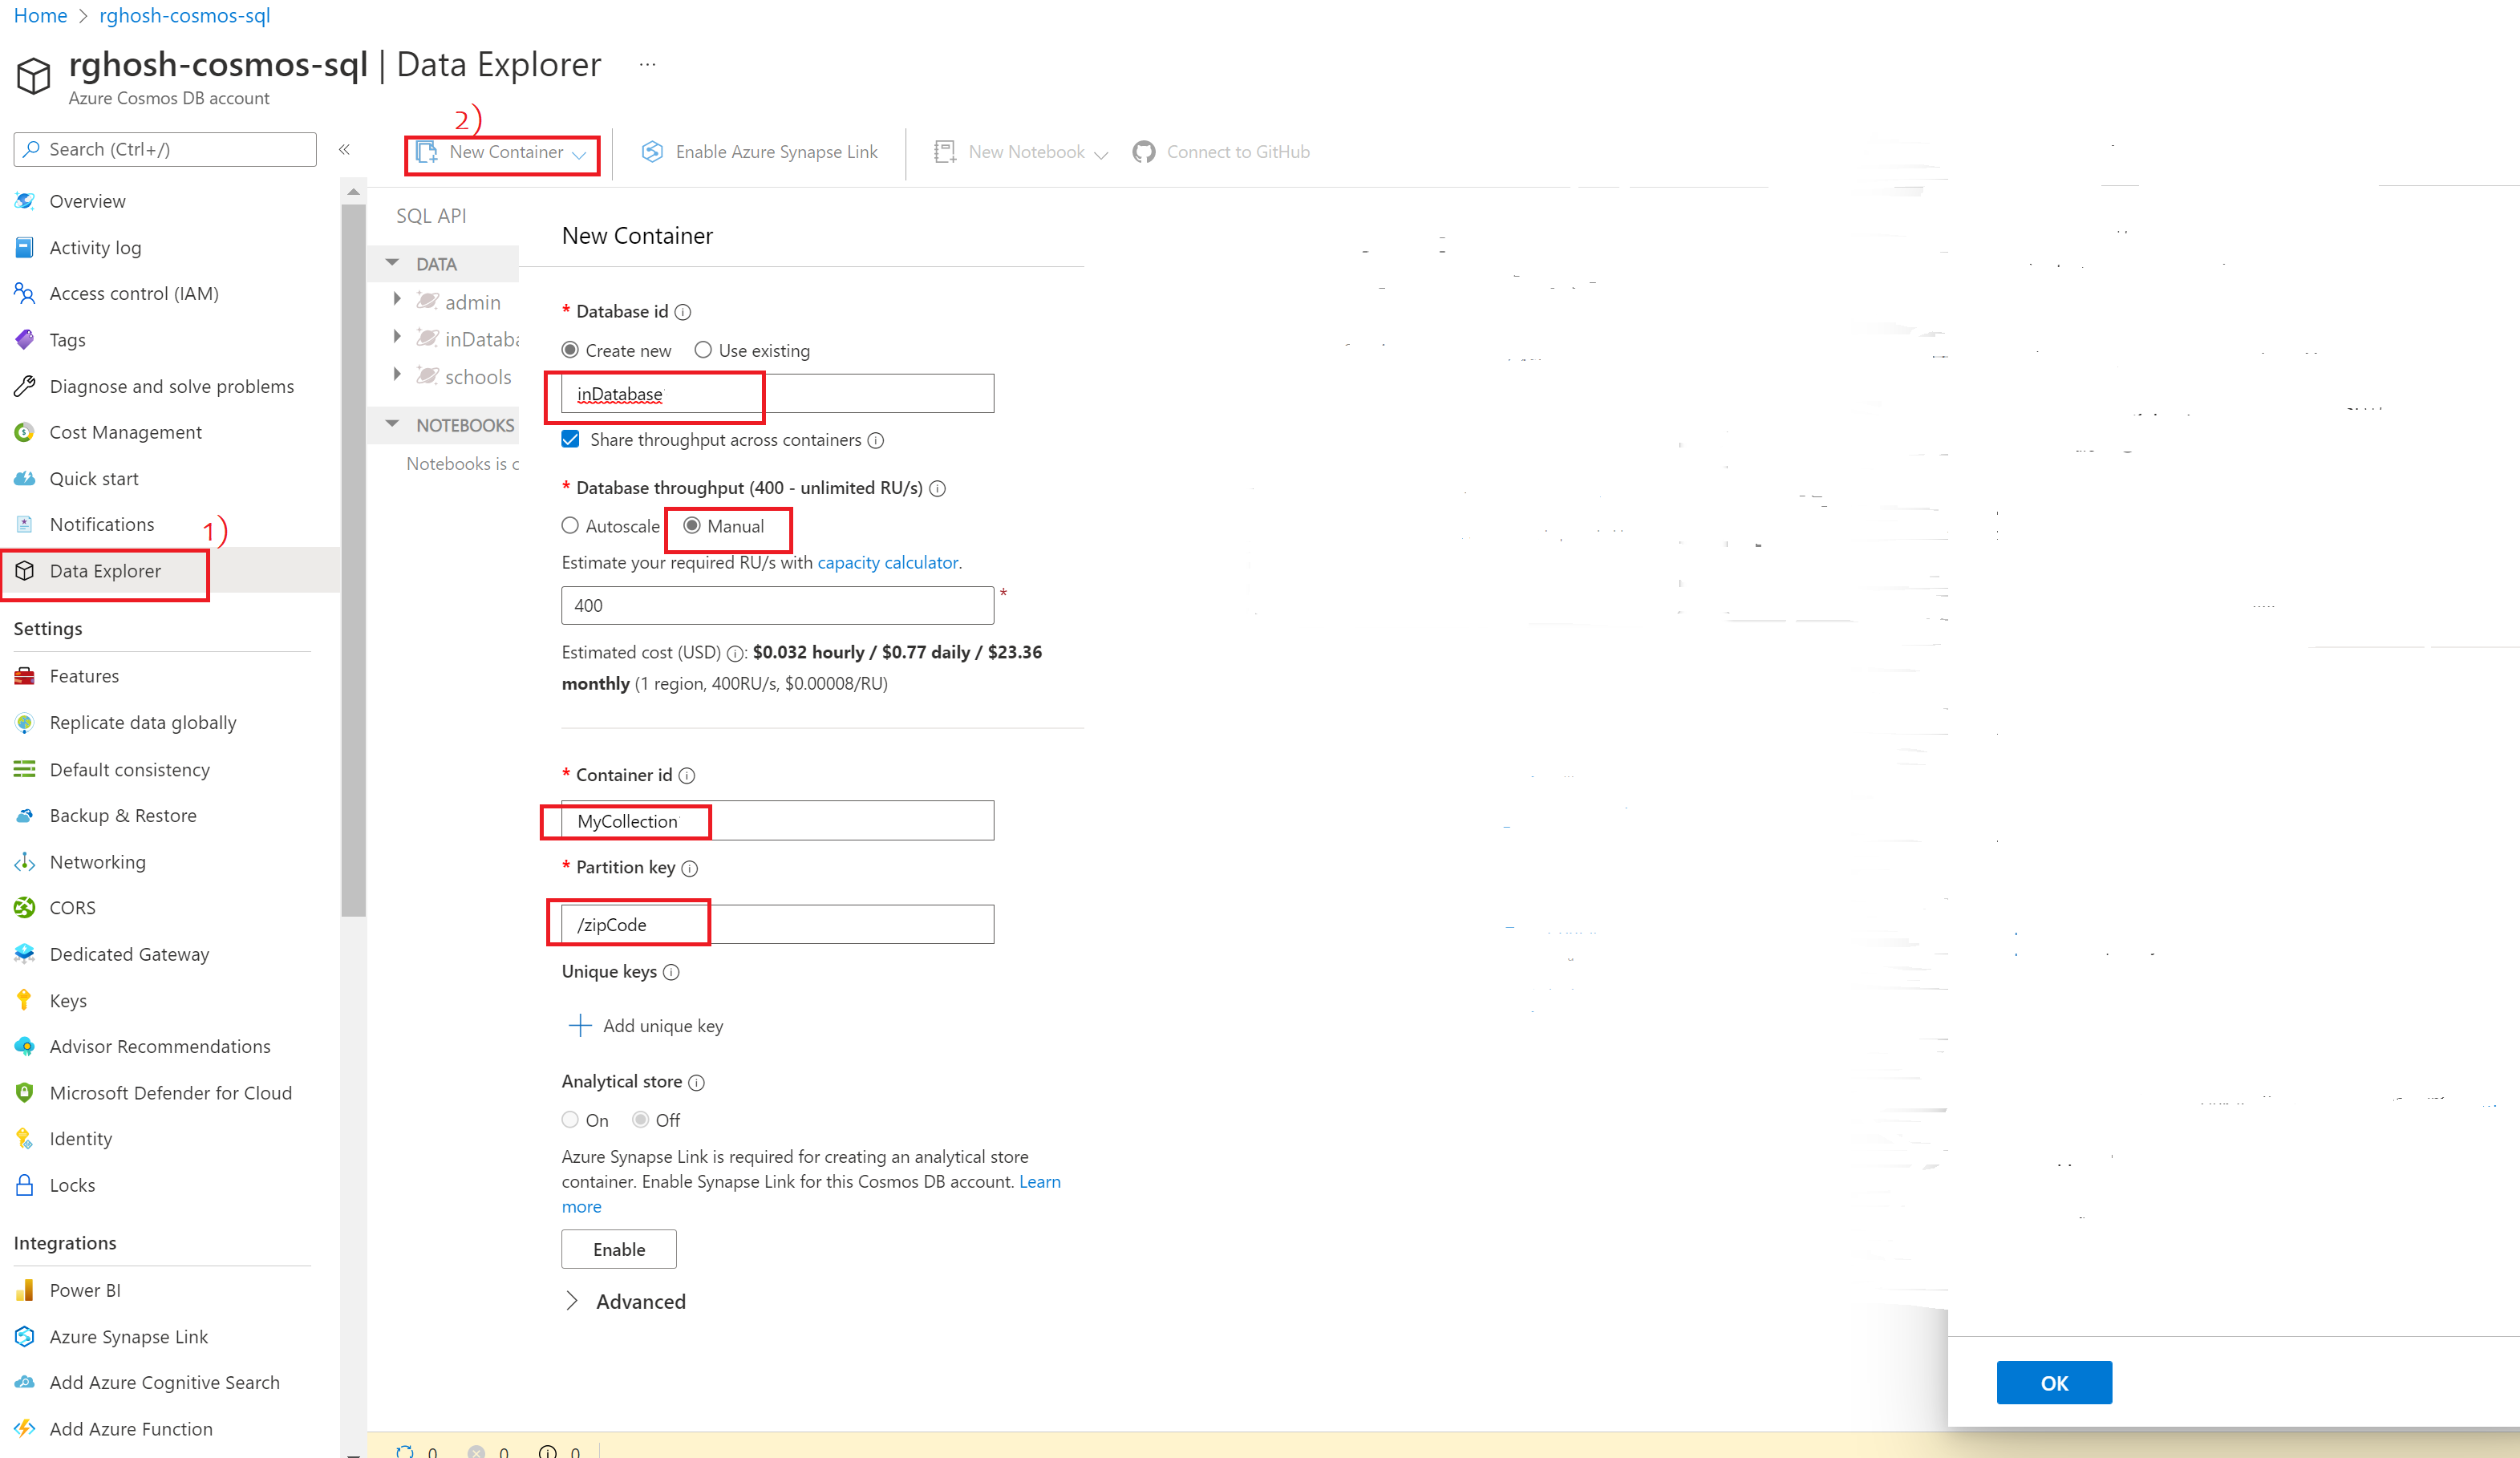 Home > rghosh-cosmos-sql
rghosh-cosmos-sql | Data Explorer ...
Azure Cosmos DB account
Search (Ctrl+/) «
Overview
Activity log
Access control (IAM)
Tags
Diagnose and solve problems
Cost Management
Quick start
Notifications
1)
Data Explorer
Settings
Features
Replicate data globally
Default consistency
Backup & Restore
Networking
CORS
Dedicated Gateway
Keys
Advisor Recommendations
Microsoft Defender for Cloud
Identity
Locks
Integrations
Power BI
Azure Synapse Link
Add Azure Cognitive Search
Add Azure Function
2)
New Container
Enable Azure Synapse Link
New Notebook
Connect to GitHub
SQL API
DATA
admin
inDataba
schools
NOTEBOOKS
Notebooks is c
New Container
* Database id
Create new Use existing
inDatabase
Share throughput across containers
* Database throughput (400 - unlimited RU/s)
Autoscale Manual
Estimate your required RU/s with capacity calculator.
400 *
Estimated cost (USD) : $0.032 hourly / $0.77 daily / $23.36
monthly (1 region, 400RU/s, $0.00008/RU)
* Container id
MyCollection
* Partition key
/zipCode
Unique keys
Add unique key
Analytical store
On Off
Azure Synapse Link is required for creating an analytical store
container. Enable Synapse Link for this Cosmos DB account. Learn
more
Enable
Advanced
OK
0 0 0